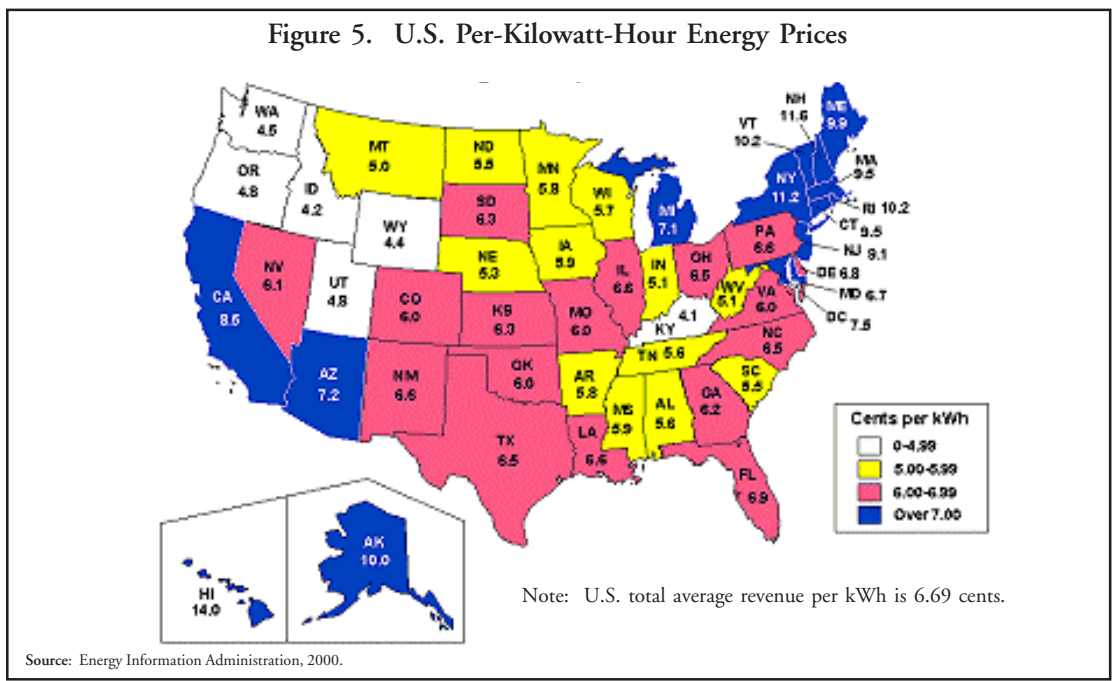 Figure 5. U.S. Per-Kilowatt-Hour Energy Prices
WA
4.5
OR
4.8
ID
4.2
MT
5.0
WY
4.4
ND
5.5
SD
6.3
NE
5.3
MN
5.8
IA
5.9
WI
5.7
MI
7.1
VT
10.2
NH
11.6
ME
9.9
NY
11.2
MA
9.5
RI 10.2
CT 9.5
NJ 9.1
PA
6.6
DE 6.8
MD 6.7
DC 7.5
CA
8.5
NV
6.1
UT
4.8
CO
6.0
KS
6.3
MO
6.0
IL
6.6
IN
5.1
OH
6.5
WV
5.1
VA
6.0
4.1
KY
NC
6.5
TN 5.6
SC
5.5
AZ
7.2
NM
6.6
OK
6.0
AR
5.8
TX
6.5
LA
6.6
MS
5.9
AL
5.6
GA
6.2
FL
6.9
AK
10.0
HI
14.0
Cents per kWh
0-4.99
5.00-5.99
6.00-6.99
Over 7.00
Note: U.S. total average revenue per kWh is 6.69 cents.
Source: Energy Information Administration, 2000.